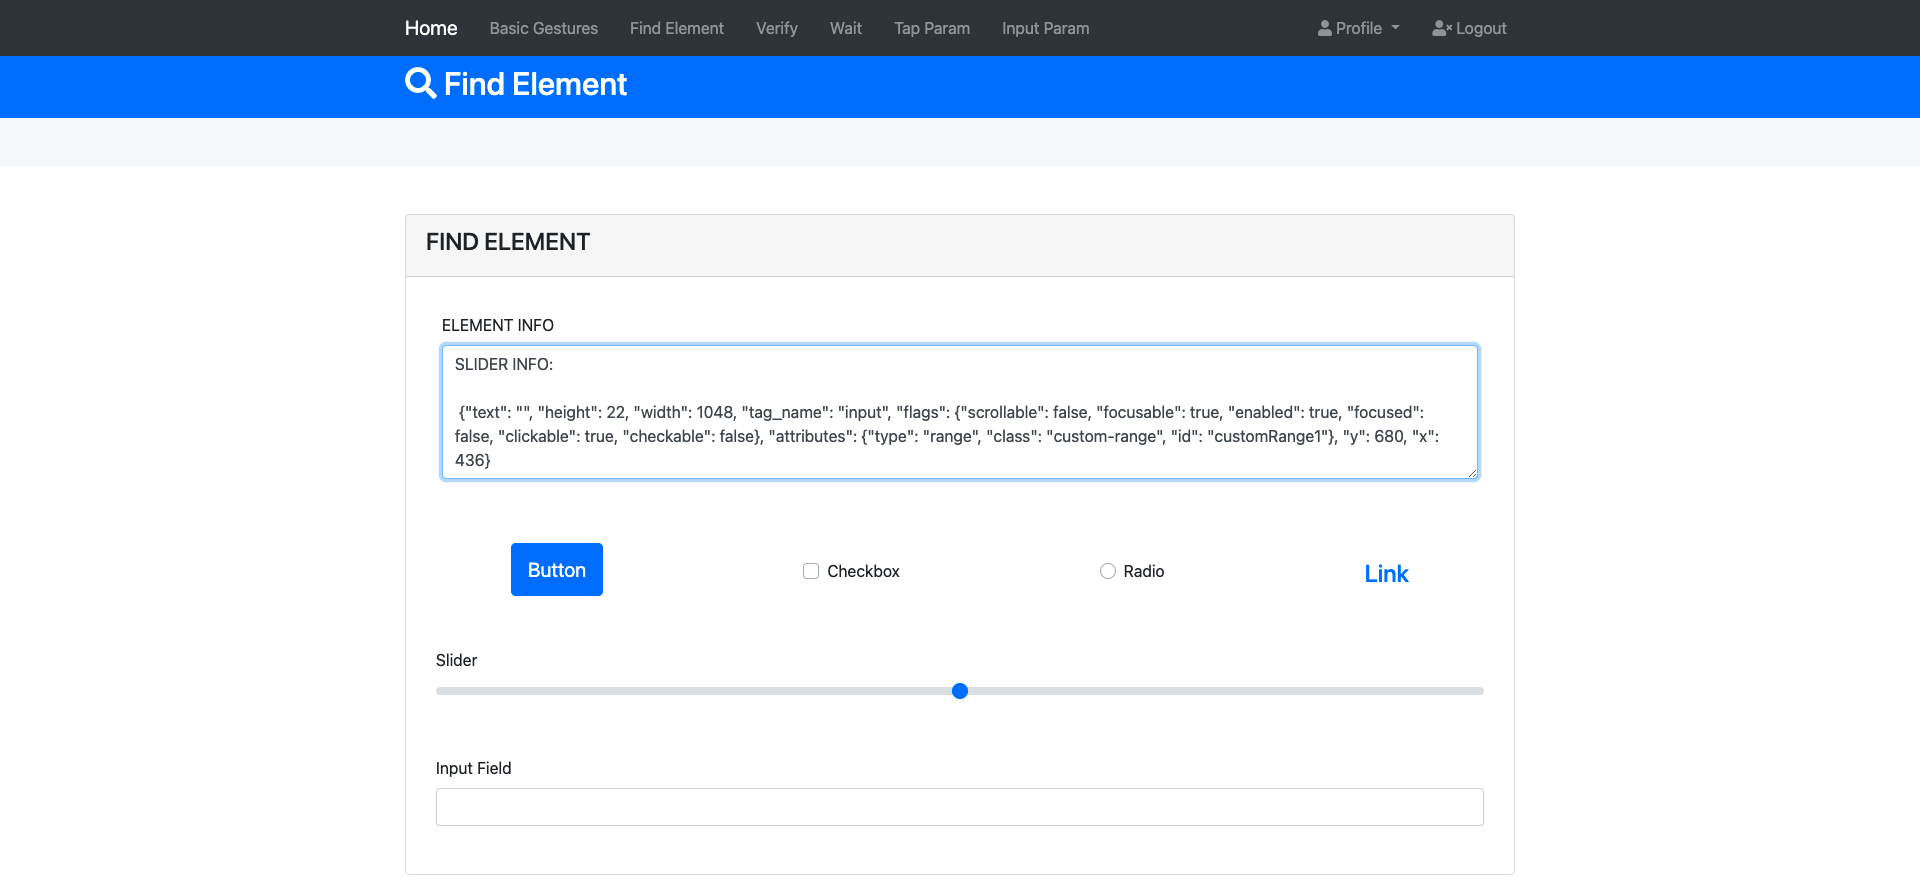 Home Basic Gestures Find Element Verify Wait Tap Param Input Param Profile Logout
Find Element
FIND ELEMENT
ELEMENT INFO
SLIDER INFO:
{"text": "", "height": 22, "width": 1048, "tag_name": "input", "flags": {"scrollable": false, "focusable": true, "enabled": true, "focused":
false, "clickable": true, "checkable": false}, "attributes": {"type": "range", "class": "custom-range", "id": "customRange1"}, "y": 680, "x":
436}
Button Checkbox Radio Link
Slider
Input Field